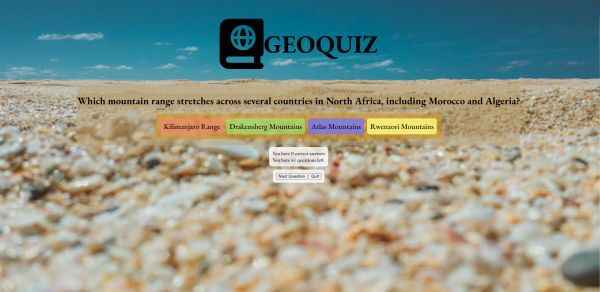 GEOQUIZ
Which mountain range stretches across several countries in North Africa, including Morocco and Algeria?
Kilimanjaro Range Drakensberg Mountains Atlas Mountains Rwenzori Mountains
You have 0 correct answers
You have 41 questions left
Next Question Quit